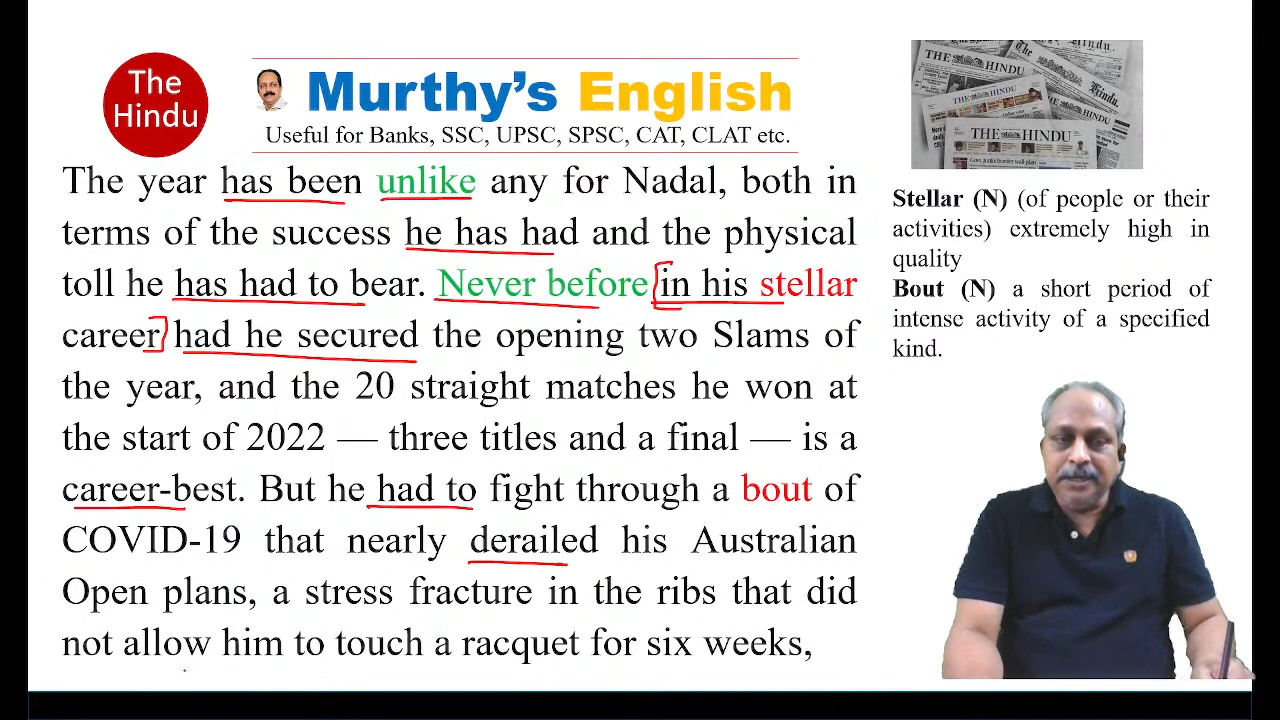 The
Hindu
Murthy's English
Useful for Banks, SSC, UPSC, SPSC, CAT, CLAT etc.
The year has been unlike any for Nadal, both in
terms of the success he has had and the physical
toll he has had to bear. Never before in his stellar
career had he secured the opening two Slams of
the year, and the 20 straight matches he won at
the start of 2022 — three titles and a final — is a
career-best. But he had to fight through a bout of
COVID-19 that nearly derailed his Australian
Open plans, a stress fracture in the ribs that did
not allow him to touch a racquet for six weeks,
THE HINDU
THE HINDU
THE HINDU
Stellar (N) (of people or their
activities) extremely high in
quality
Bout (N) a short period of
intense activity of a specified
kind.